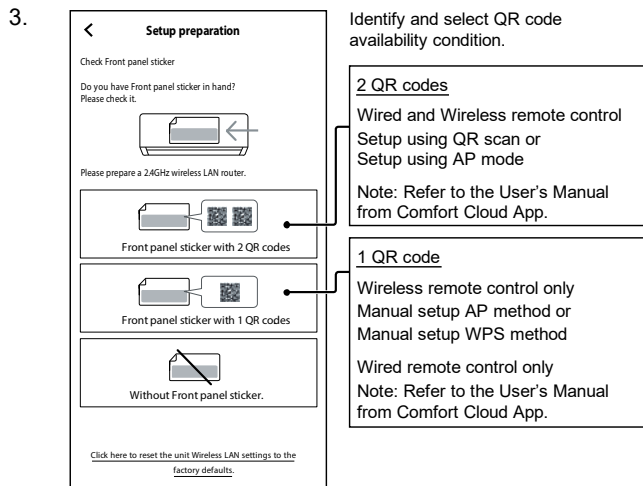 3.
Setup preparation
Check Front panel sticker
Do you have Front panel sticker in hand?
Please check it.
Please prepare a 2.4GHz wireless LAN router.
Front panel sticker with 2 QR codes
Front panel sticker with 1 QR codes
Without Front panel sticker.
Click here to reset the unit Wireless LAN settings to the
factory defaults.
Identify and select QR code
availability condition.
2 QR codes
Wired and Wireless remote control
Setup using QR scan or
Setup using AP mode
Note: Refer to the User’s Manual
from Comfort Cloud App.
1 QR code
Wireless remote control only
Manual setup AP method or
Manual setup WPS method
Wired remote control only
Note: Refer to the User’s Manual
from Comfort Cloud App.